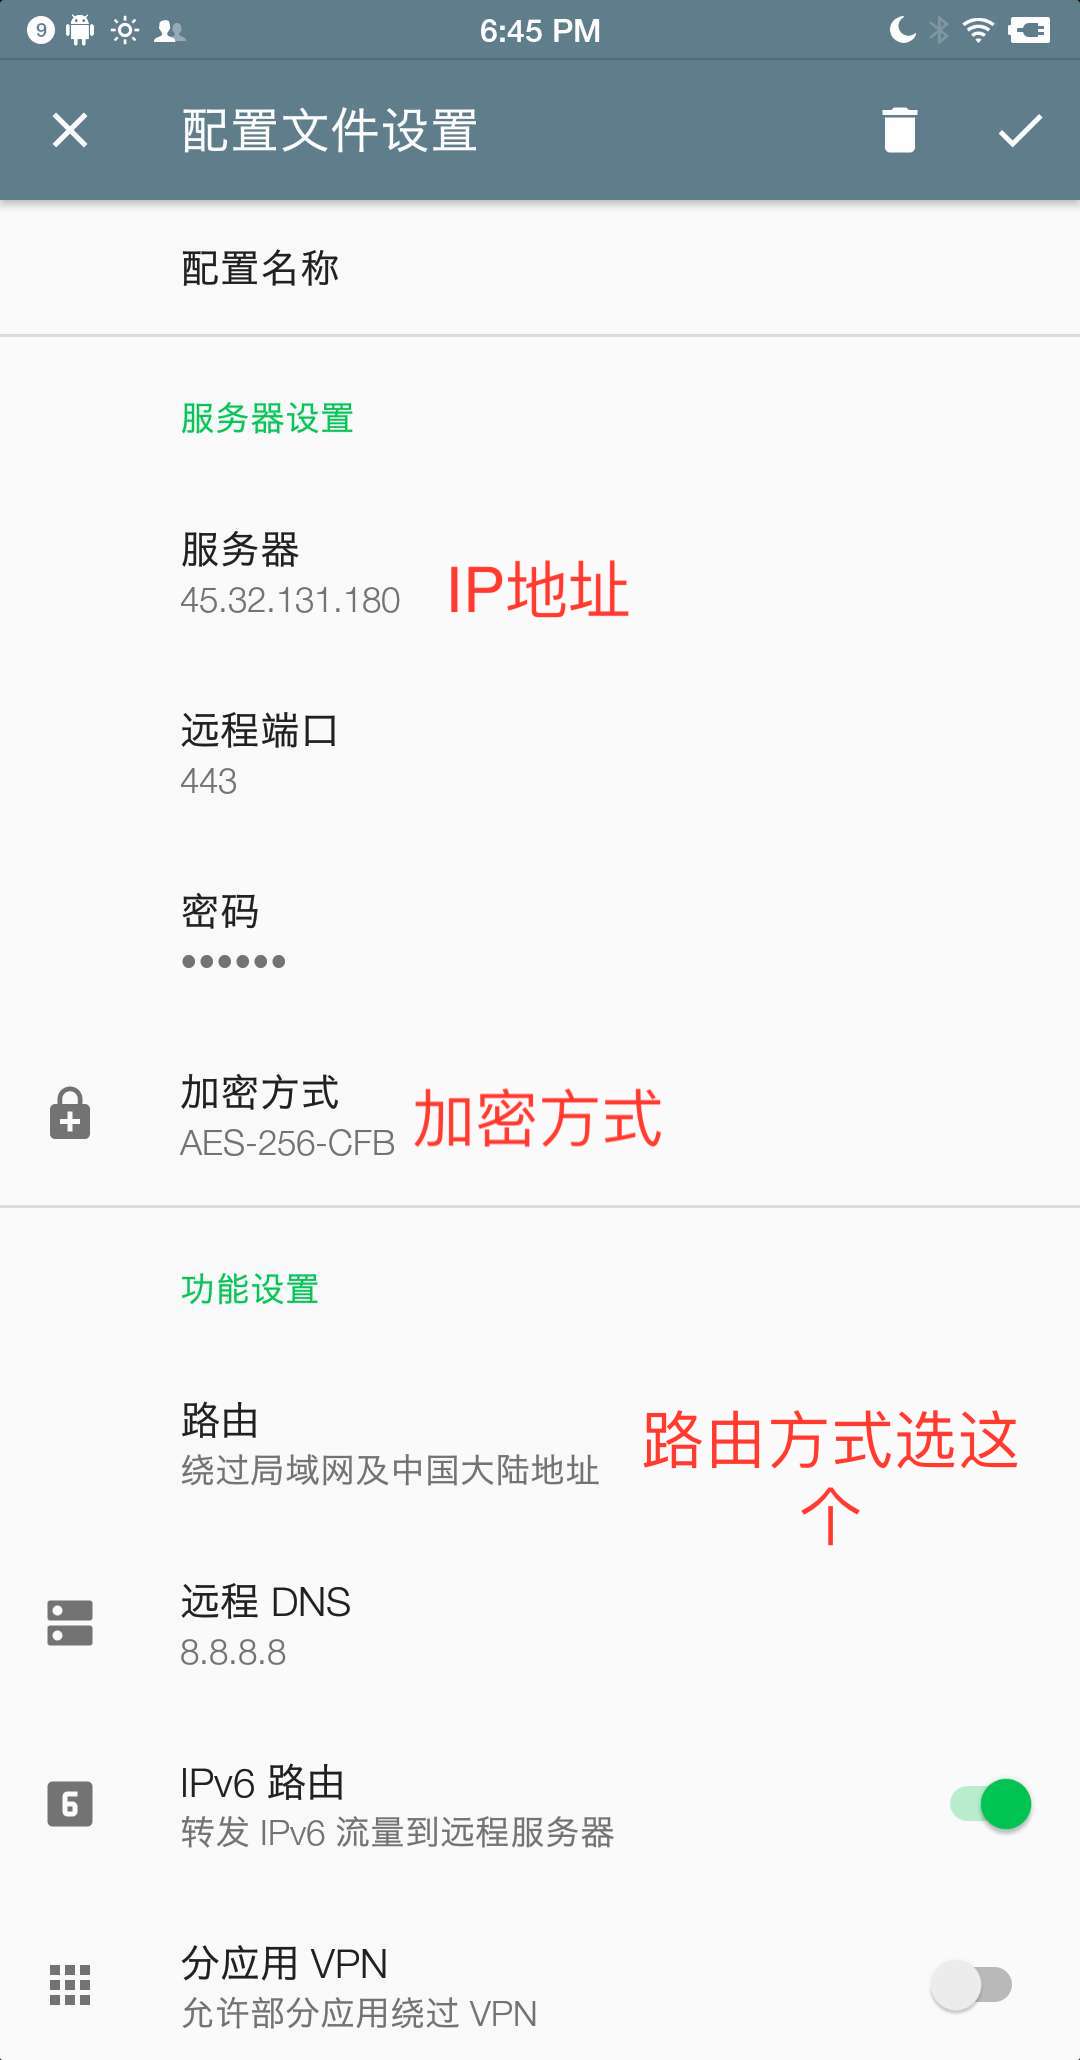 9 6:45 PM
配置文件设置
配置名称
服务器设置
服务器
45.32.131.180 IP地址
远程端口
443
密码
••••••
加密方式
AES-256-CFB 加密方式
功能设置
路由
绕过局域网及中国大陆地址 路由方式选这
个
远程 DNS
8.8.8.8
6 IPv6 路由
转发 IPv6 流量到远程服务器
分应用 VPN
允许部分应用绕过 VPN